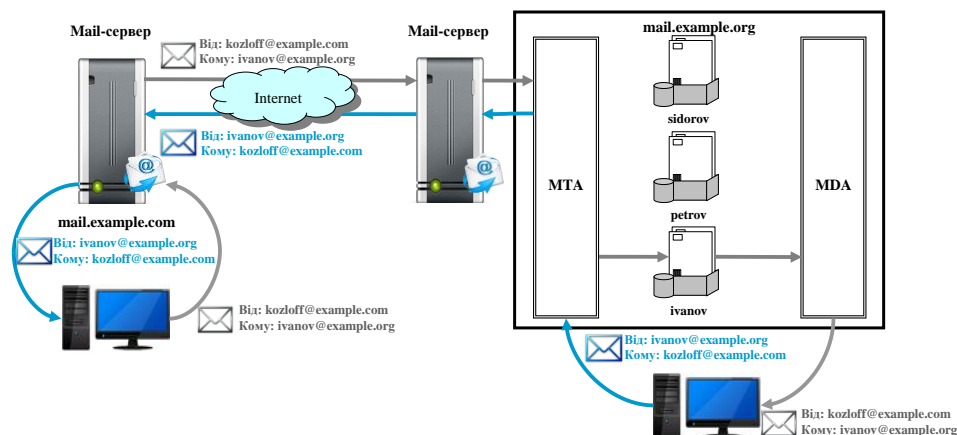 Mail-сервер
Від: kozloff@example.com
Кому: ivanov@example.org
Mail-сервер
mail.example.org
Internet
@
@
Від: ivanov@example.org
Кому: kozloff@example.com
sidorov
MTA
MDA
petrov
mail.example.com
Від: ivanov@example.org
Кому: kozloff@example.com
Від: kozloff@example.com
Кому: ivanov@example.org
ivanov
Від: ivanov@example.org
Кому: kozloff@example.com
Від: kozloff@example.com
Кому: ivanov@example.org